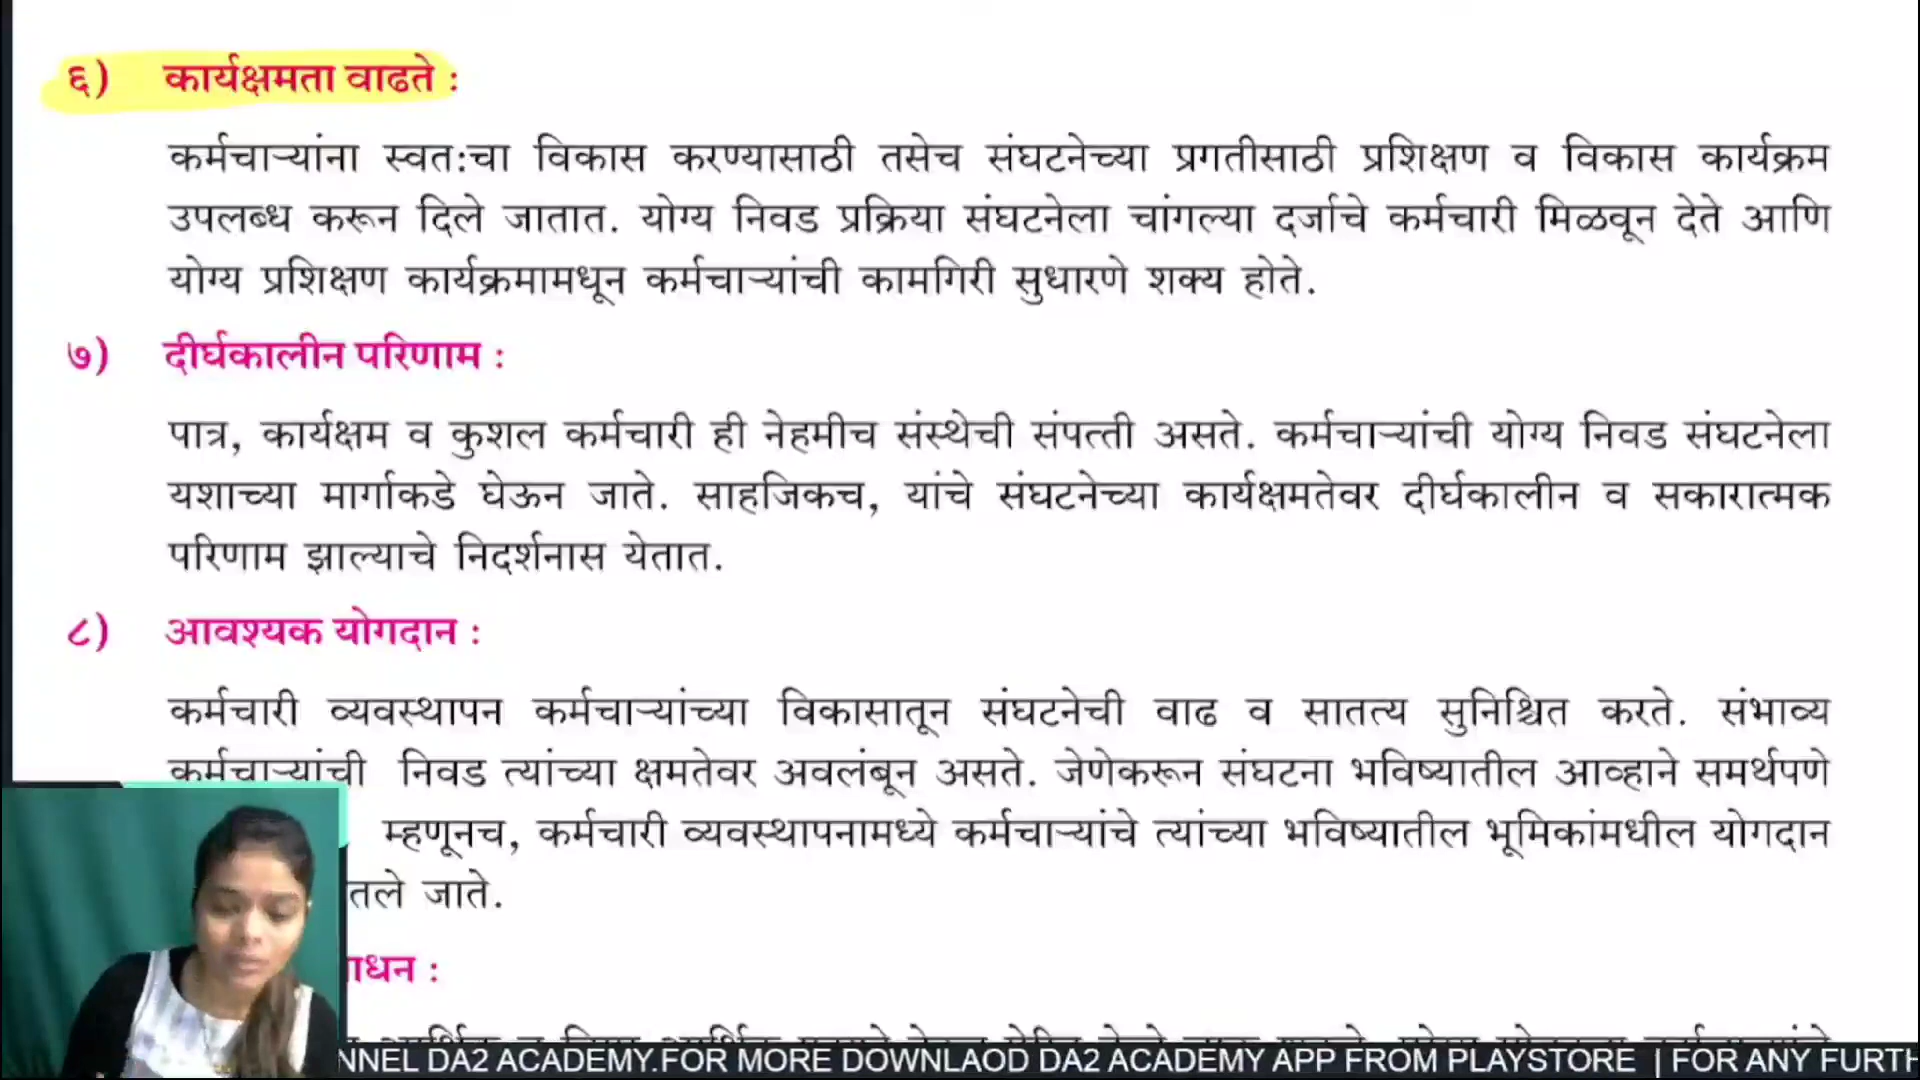 ६) कार्यक्षमता वाढते :
कर्मचाऱ्यांना स्वत:चा विकास करण्यासाठी तसेच संघटनेच्या प्रगतीसाठी प्रशिक्षण व विकास कार्यक्रम
उपलब्ध करून दिले जातात. योग्य निवड प्रक्रिया संघटनेला चांगल्या दर्जाचे कर्मचारी मिळवून देते आणि
योग्य प्रशिक्षण कार्यक्रमामधून कर्मचाऱ्यांची कामगिरी सुधारणे शक्य होते.
७) दीर्घकालीन परिणाम :
पात्र, कार्यक्षम व कुशल कर्मचारी ही नेहमीच संस्थेची संपत्ती असते. कर्मचाऱ्यांची योग्य निवड संघटनेला
यशाच्या मार्गाकडे घेऊन जाते. साहजिकच, यांचे संघटनेच्या कार्यक्षमतेवर दीर्घकालीन व सकारात्मक
परिणाम झाल्याचे निदर्शनास येतात.
८) आवश्यक योगदान :
कर्मचारी व्यवस्थापन कर्मचाऱ्यांच्या विकासातून संघटनेची वाढ व सातत्य सुनिश्चित करते. संभाव्य
कर्मचाऱ्यांची निवड त्यांच्या क्षमतेवर अवलंबून असते. जेणेकरून संघटना भविष्यातील आव्हाने समर्थपणे
म्हणूनच, कर्मचारी व्यवस्थापनामध्ये कर्मचाऱ्यांचे त्यांच्या भविष्यातील भूमिकांमधील योगदान
तले जाते.
ाधन :
NNEL DA2 ACADEMY.FOR MORE DOWNLAOD DA2 ACADEMY APP FROM PLAYSTORE | FOR ANY FURTH